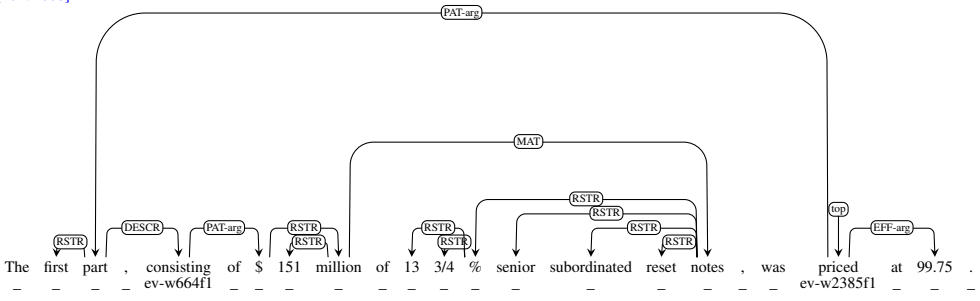 PAT-arg
MAT
RSTR
RSTR
top
DESCR PAT-arg RSTR RSTR RSTR EFF-arg
RSTR RSTR RSTR RSTR
The first part , consisting of $ 151 million of 13 3/4 % senior subordinated reset notes , was priced at 99.75 .
_ _ _ _ ev-w664f1 _ _ _ _ _ _ _ _ _ _ _ _ _ _ ev-w2385f1 _ _ _